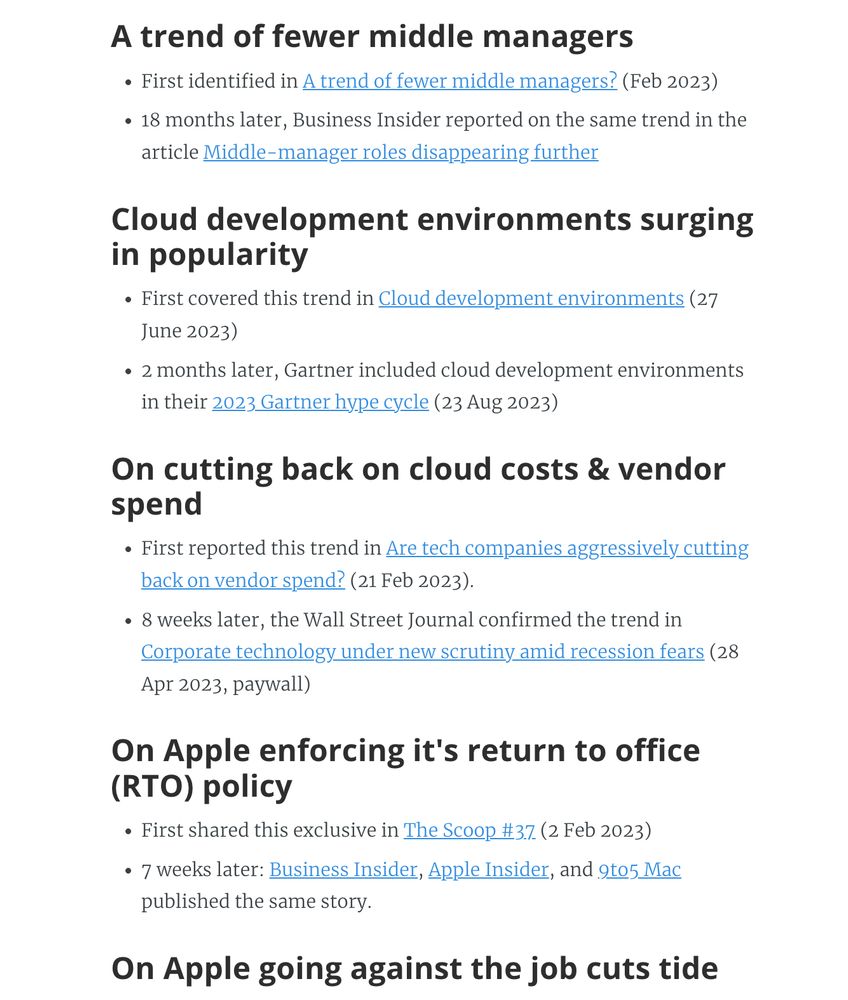 A trend of fewer middle managers
• First identified in A trend of fewer middle managers? (Feb 2023)
• 18 months later, Business Insider reported on the same trend in the
article Middle-manager roles disappearing further
Cloud development environments surging
in popularity
• First covered this trend in Cloud development environments (27
June 2023)
• 2 months later, Gartner included cloud development environments
in their 2023 Gartner hype cycle (23 Aug 2023)
On cutting back on cloud costs & vendor
spend
• First reported this trend in Are tech companies aggressively cutting
back on vendor spend? (21 Feb 2023).
• 8 weeks later, the Wall Street Journal confirmed the trend in
Corporate technology under new scrutiny amid recession fears (28
Apr 2023, paywall)
On Apple enforcing it's return to office
(RTO) policy
• First shared this exclusive in The Scoop #37 (2 Feb 2023)
• 7 weeks later: Business Insider, Apple Insider, and 9to5 Mac
published the same story.
On Apple going against the job cuts tide